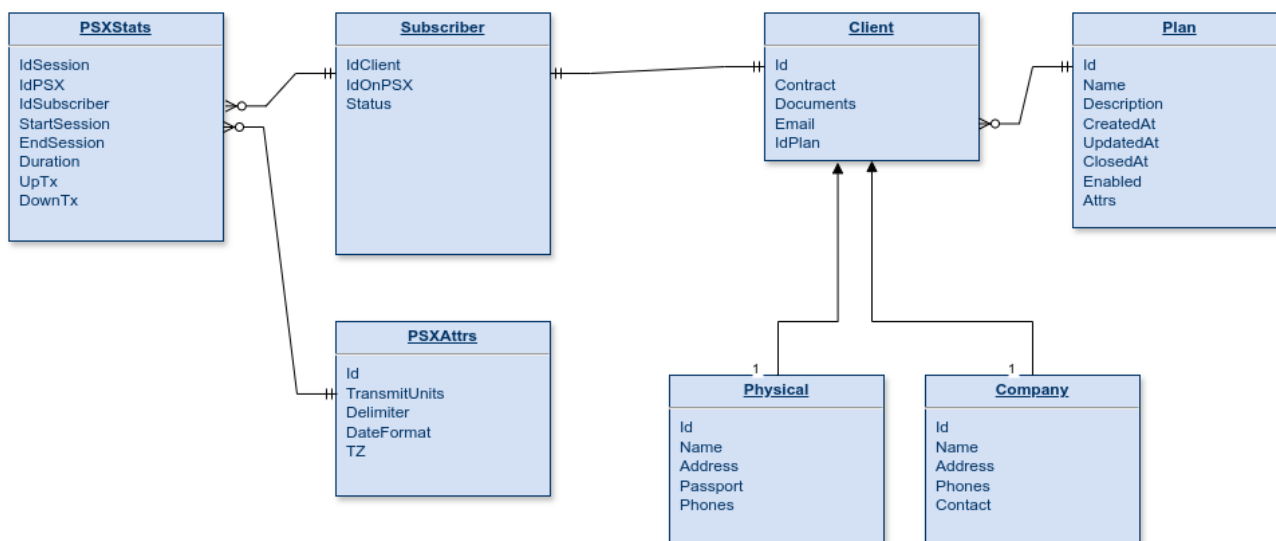 PSXStats
IdSession
IdPSX
IdSubscriber
StartSession
EndSession
Duration
UpTx
DownTx
Subscriber
IdClient
IdOnPSX
Status
Client
Id
Contract
Documents
Email
IdPlan
Plan
Id
Name
Description
CreatedAt
UpdatedAt
ClosedAt
Enabled
Attrs
PSXAttrs
Id
TransmitUnits
Delimiter
DateFormat
TZ
1
Physical
Id
Name
Address
Passport
Phones
1
Company
Id
Name
Address
Phones
Contact